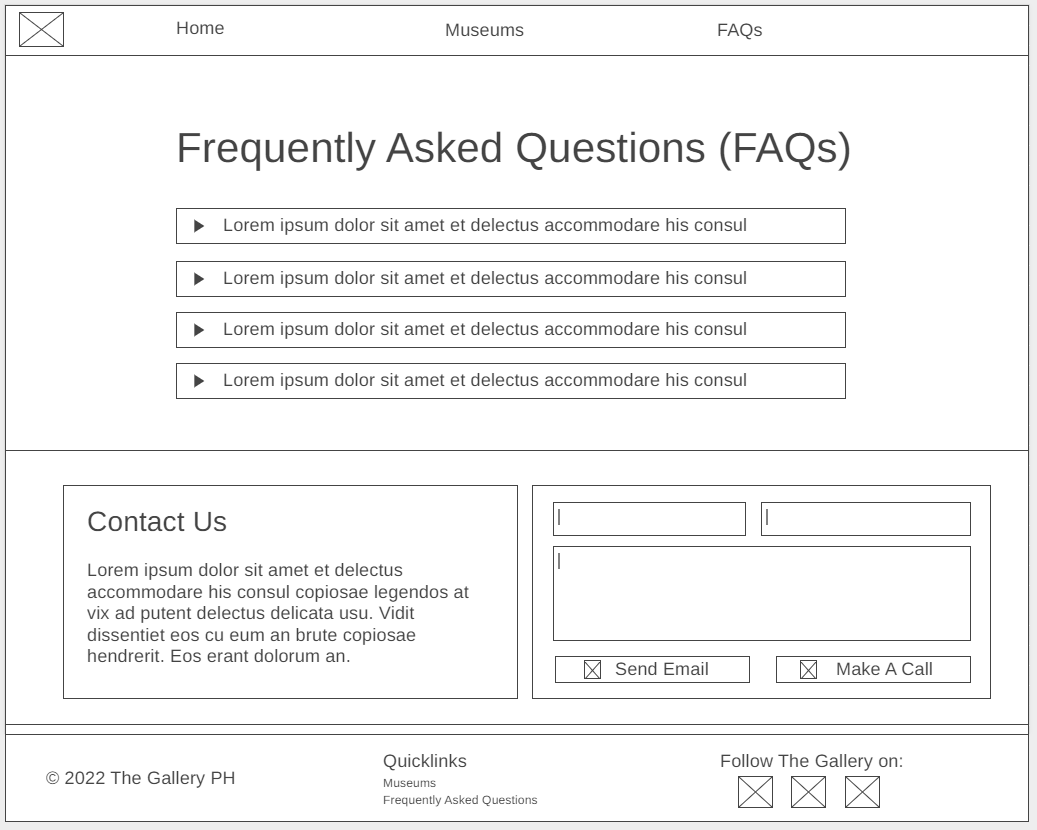 Home
Museums
FAQs
Frequently Asked Questions (FAQs)
Lorem ipsum dolor sit amet et delectus accommodare his consul
Lorem ipsum dolor sit amet et delectus accommodare his consul
Lorem ipsum dolor sit amet et delectus accommodare his consul
Lorem ipsum dolor sit amet et delectus accommodare his consul
Contact Us
Lorem ipsum dolor sit amet et delectus
accommodare his consul copiosae legendos at
vix ad putent delectus delicata usu. Vidit
dissentiet eos cu eum an brute copiosae
hendrerit. Eos erant dolorum an.
Send Email
Make A Call
© 2022 The Gallery PH
Quicklinks
Museums
Frequently Asked Questions
Follow The Gallery on: